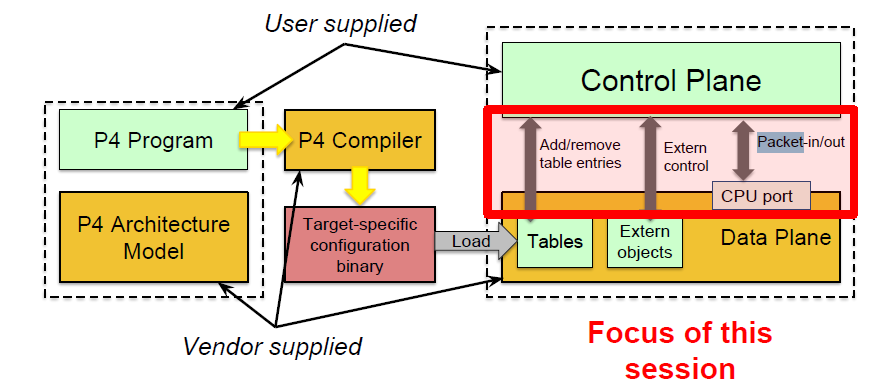 User supplied
Control Plane
P4 Program
P4 Compiler
Add/remove
table entries
Extern
control
Packet-in/out
CPU port
P4 Architecture
Model
Target-specific
configuration
binary
Load
Tables
Extern
objects
Data Plane
Vendor supplied
Focus of this
session